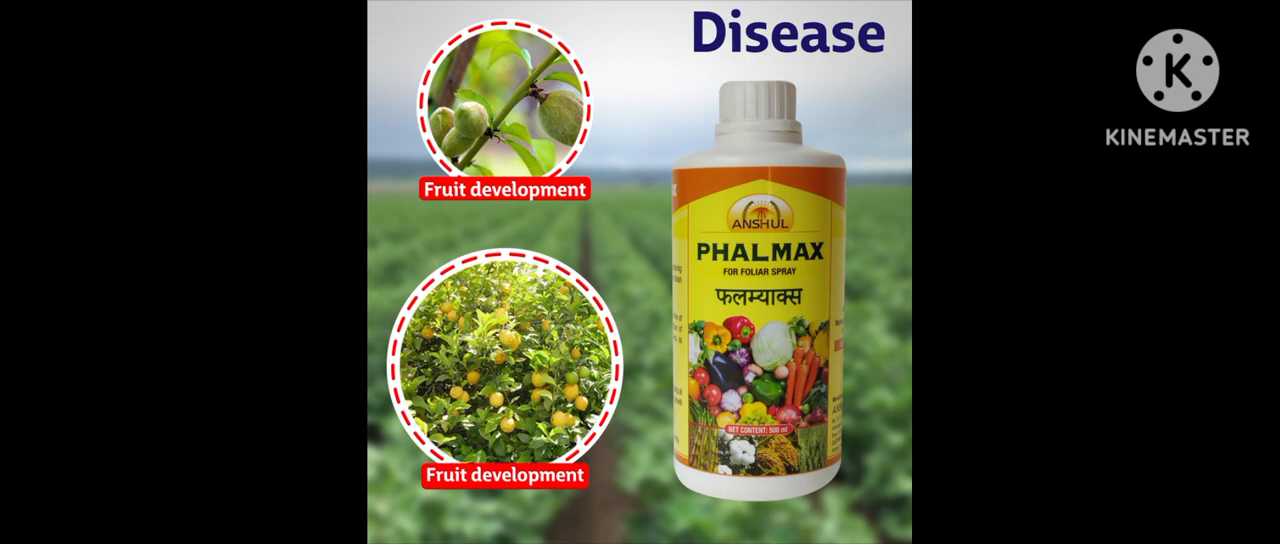 Disease
KINEMASTER
Fruit development
ANSHUL
PHALMAX
FOR FOLIAR SPRAY
फलम्याक्स
NET CONTENT: 500 ml
Fruit development